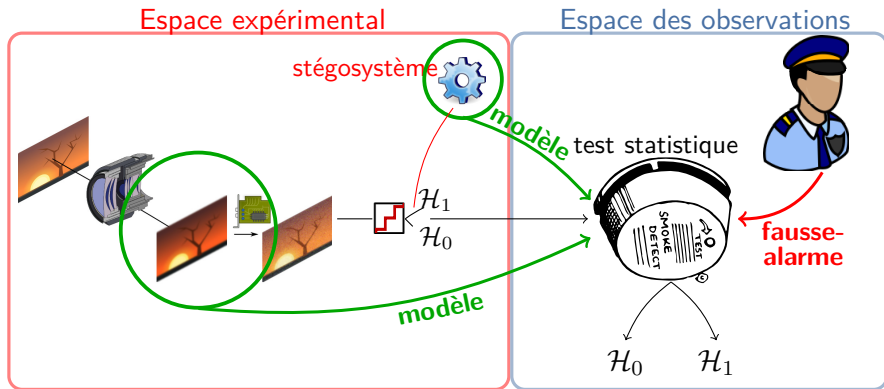 Espace expérimental
Espace des observations
stégosystème
modèle
test statistique
H₁
H₀
SMOKE
DETECT
TEST
fausse-
alarme
modèle
H₀
H₁